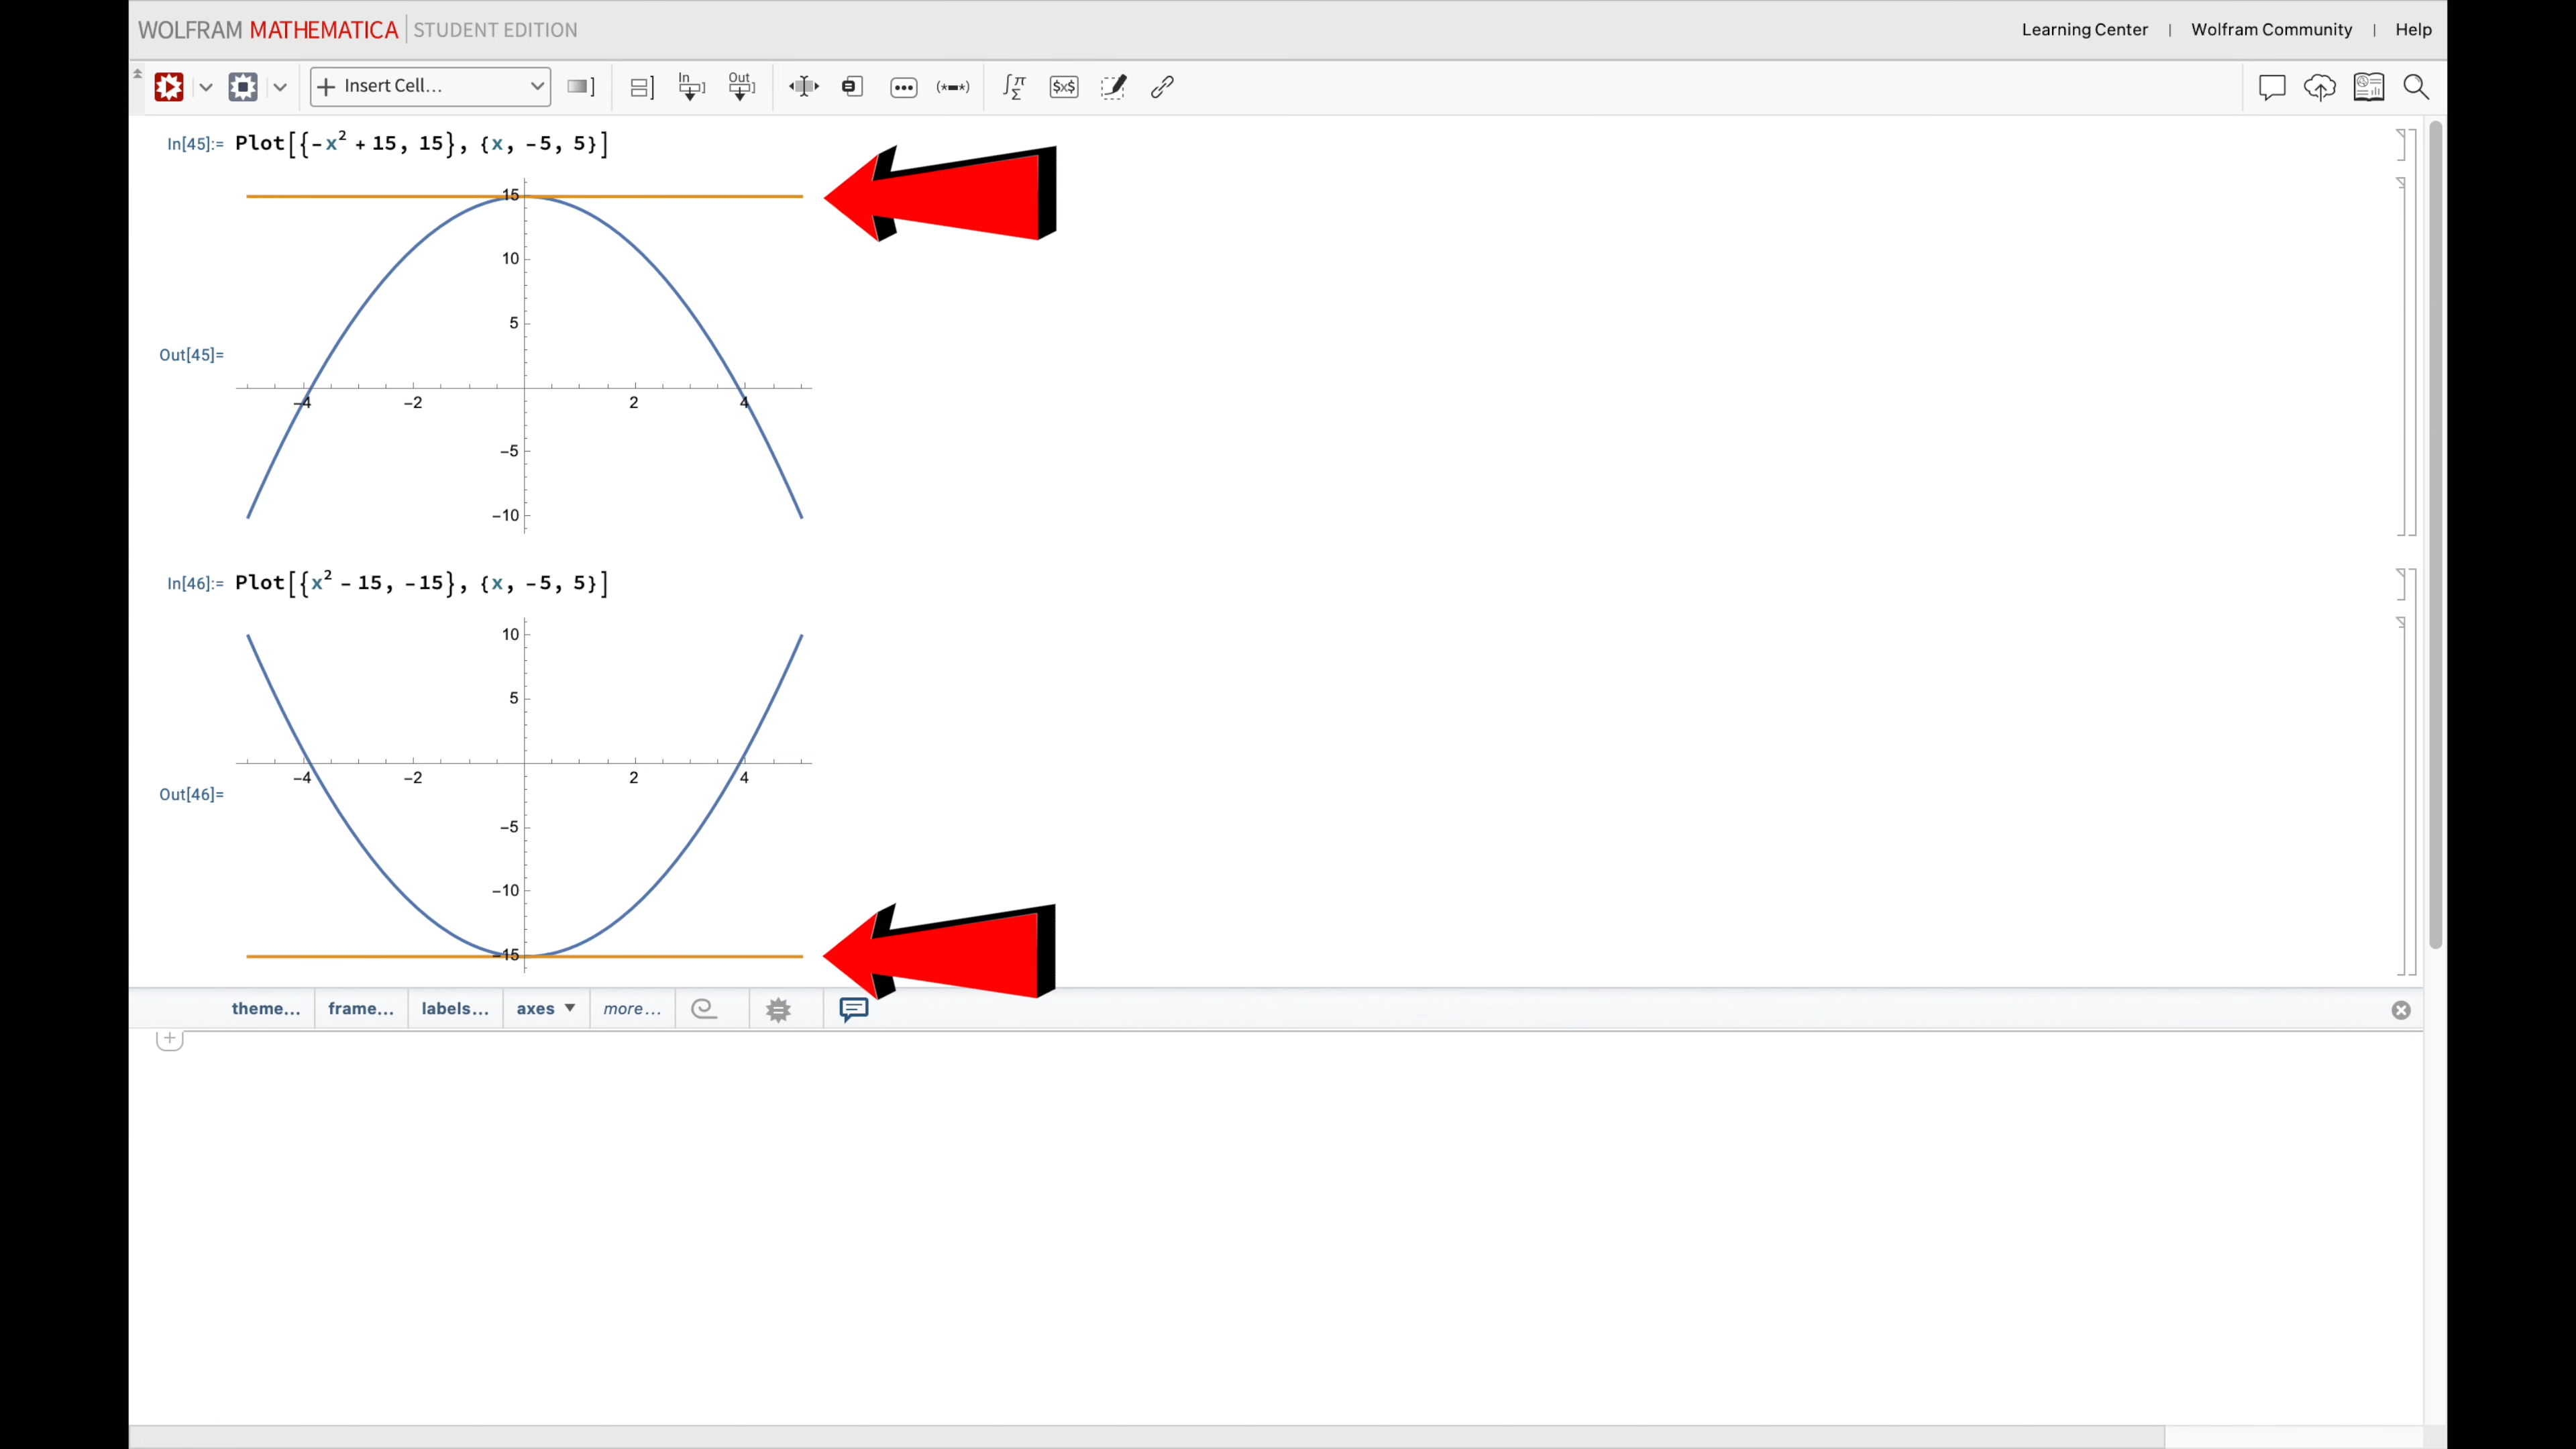 WOLFRAM MATHEMATICA | STUDENT EDITION
Learning Center | Wolfram Community | Help
Insert Cell...
In
Out
(*■*)
∫π Σ
$x$
In[45]:= Plot[{-x² + 15, 15}, {x, -5, 5}]
15
10
5
Out[45]=
-4 -2 2 4
-5
-10
In[46]:= Plot[{x² - 15, -15}, {x, -5, 5}]
10
5
-4 -2 2 4
Out[46]=
-5
-10
-15
theme... frame... labels... axes ▼ more...